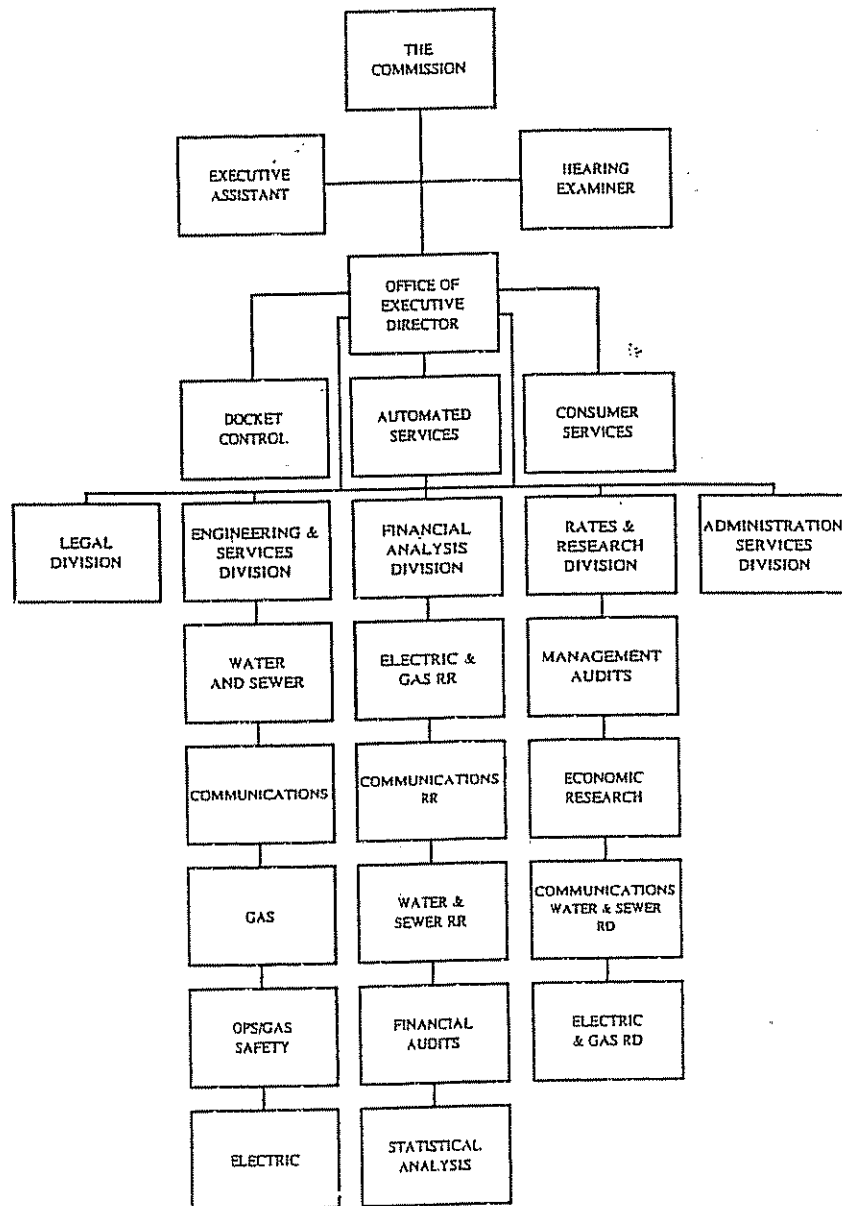 THE
COMMISSION
EXECUTIVE
ASSISTANT
HEARING
EXAMINER
OFFICE OF
EXECUTIVE
DIRECTOR
DOCKET
CONTROL
AUTOMATED
SERVICES
CONSUMER
SERVICES
LEGAL
DIVISION
ENGINEERING &
SERVICES
DIVISION
FINANCIAL
ANALYSIS
DIVISION
RATES &
RESEARCH
DIVISION
ADMINISTRATION
SERVICES
DIVISION
WATER
AND SEWER
ELECTRIC &
GAS RR
MANAGEMENT
AUDITS
COMMUNICATIONS
COMMUNICATIONS
RR
ECONOMIC
RESEARCH
GAS
WATER &
SEWER RR
COMMUNICATIONS
WATER & SEWER
RD
OPS/GAS
SAFETY
FINANCIAL
AUDITS
ELECTRIC
& GAS RD
ELECTRIC
STATISTICAL
ANALYSIS